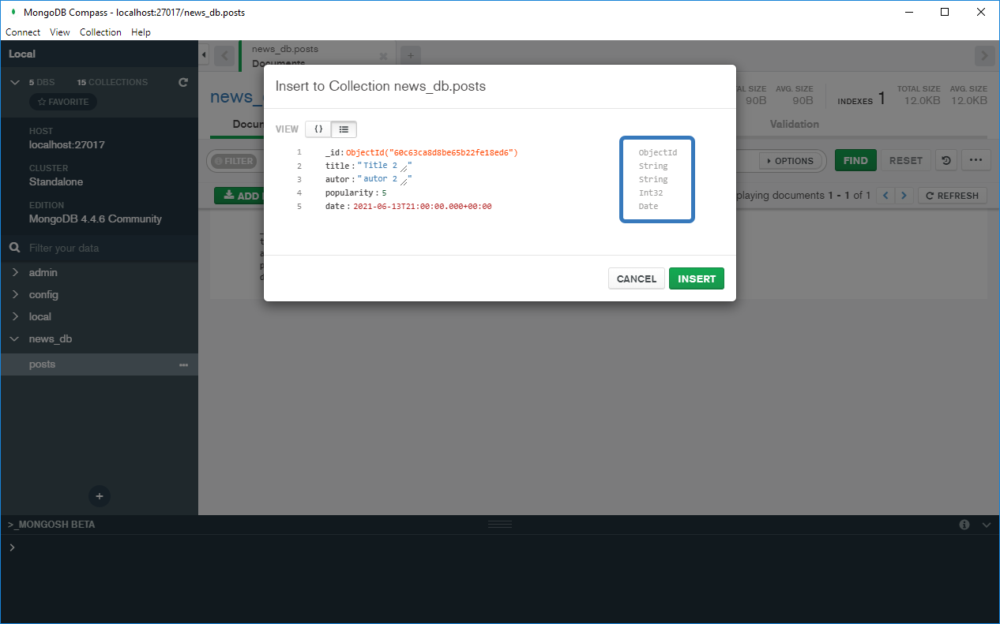 MongoDB Compass - localhost:27017/news_db.posts
Connect View Collection Help
Local
5 DBS 15 COLLECTIONS
FAVORITE
HOST
localhost:27017
CLUSTER
Standalone
EDITION
MongoDB 4.4.6 Community
Filter your data
admin
config
local
news_db
posts
news_db.posts
Documents
news_
TOTAL SIZE AVG. SIZE
90B 90B
INDEXES 1
TOTAL SIZE AVG. SIZE
12.0KB 12.0KB
Validation
FILTER
OPTIONS
FIND
RESET
ADD
playing documents 1 - 1 of 1
REFRESH
Insert to Collection news_db.posts
VIEW {}
1 _id:ObjectId("60c63ca8d8be65b22fe18ed6") ObjectId
2 title:"Title 2 " String
3 autor:"autor 2 " String
4 popularity:5 Int32
5 date:2021-06-13T21:00:00.000+00:00 Date
CANCEL INSERT
>_MONGOSH BETA
>